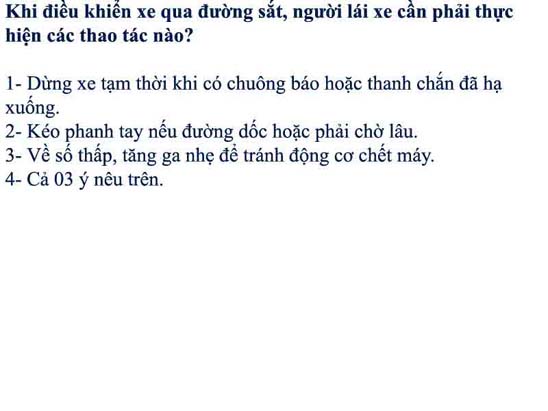 Khi điều khiển xe qua đường sắt, người lái xe cần phải thực
hiện các thao tác nào?
1- Dừng xe tạm thời khi có chuông báo hoặc thanh chắn đã hạ
xuống.
2- Kéo phanh tay nếu đường dốc hoặc phải chờ lâu.
3- Về số thấp, tăng ga nhẹ để tránh động cơ chết máy.
4- Cả 03 ý nêu trên.